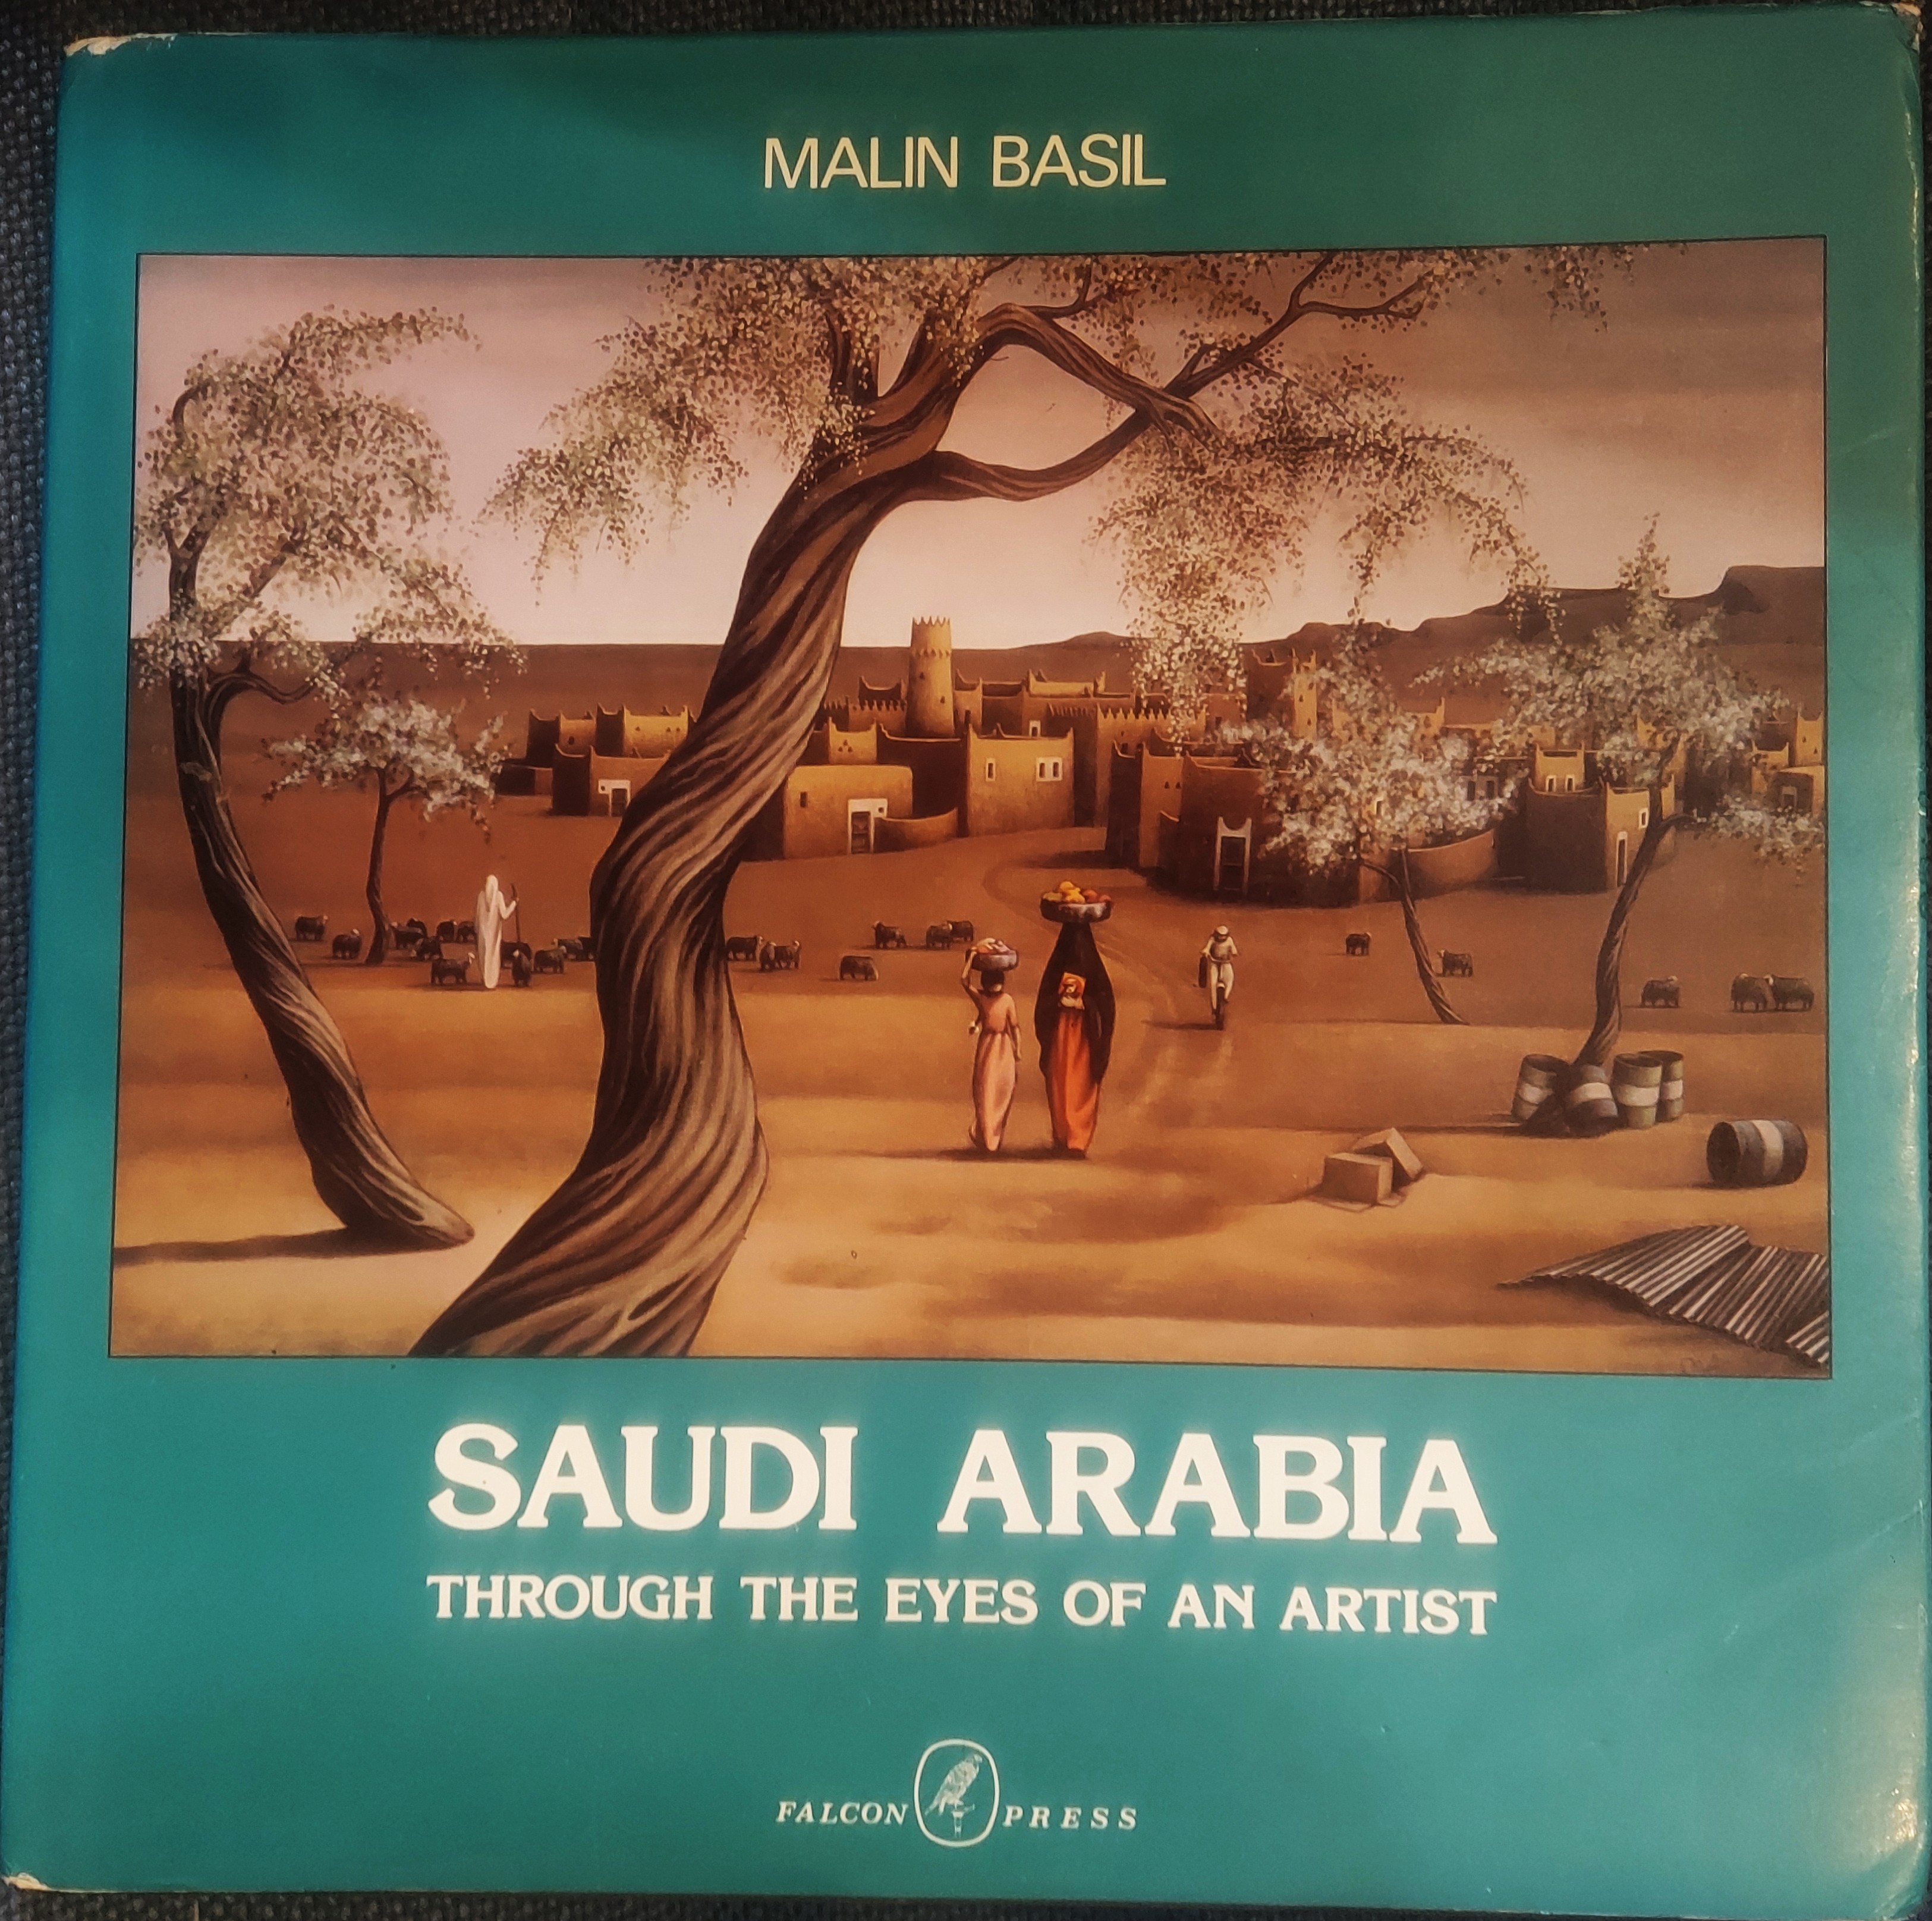 MALIN BASIL
SAUDI ARABIA
THROUGH THE EYES OF AN ARTIST
FALCON PRESS